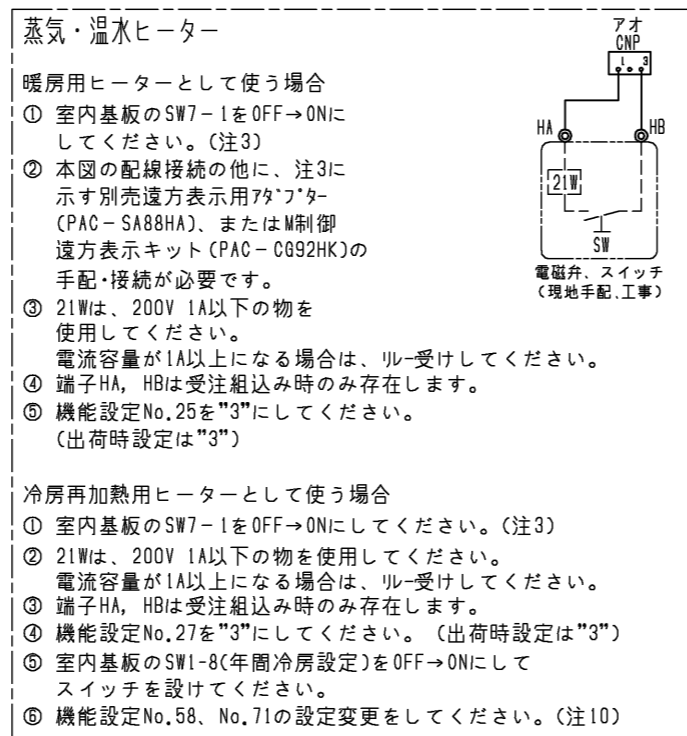 蒸気・温水ヒーター
暖房用ヒーターとして使う場合
① 室内基板のSW7-1をOFF→ONに
してください。(注3)
② 本図の配線接続の他に、注3に
示す別売遠方表示用ｱﾀﾞﾌﾟﾀｰ
(PAC-SA88HA)、またはM制御
遠方表示キット(PAC-CG92HK)の
手配・接続が必要です。
③ 21Wは、200V 1A以下の物を
使用してください。
電流容量が1A以上になる場合は、ﾘﾚｰ受けしてください。
④ 端子HA, HBは受注組込み時のみ存在します。
⑤ 機能設定No.25を”3”にしてください。
(出荷時設定は”3”)
アオ
CNP
1 3
HA HB
21W
SW
電磁弁、スイッチ
(現地手配、工事)
冷房再加熱用ヒーターとして使う場合
① 室内基板のSW7-1をOFF→ONにしてください。(注3)
② 21Wは、200V 1A以下の物を使用してください。
電流容量が1A以上になる場合は、ﾘﾚｰ受けしてください。
③ 端子HA, HBは受注組込み時のみ存在します。
④ 機能設定No.27を”3”にしてください。 (出荷時設定は”3”)
⑤ 室内基板のSW1-8(年間冷房設定)をOFF→ONにして
スイッチを設けてください。
⑥ 機能設定No.58、No.71の設定変更をしてください。(注10)